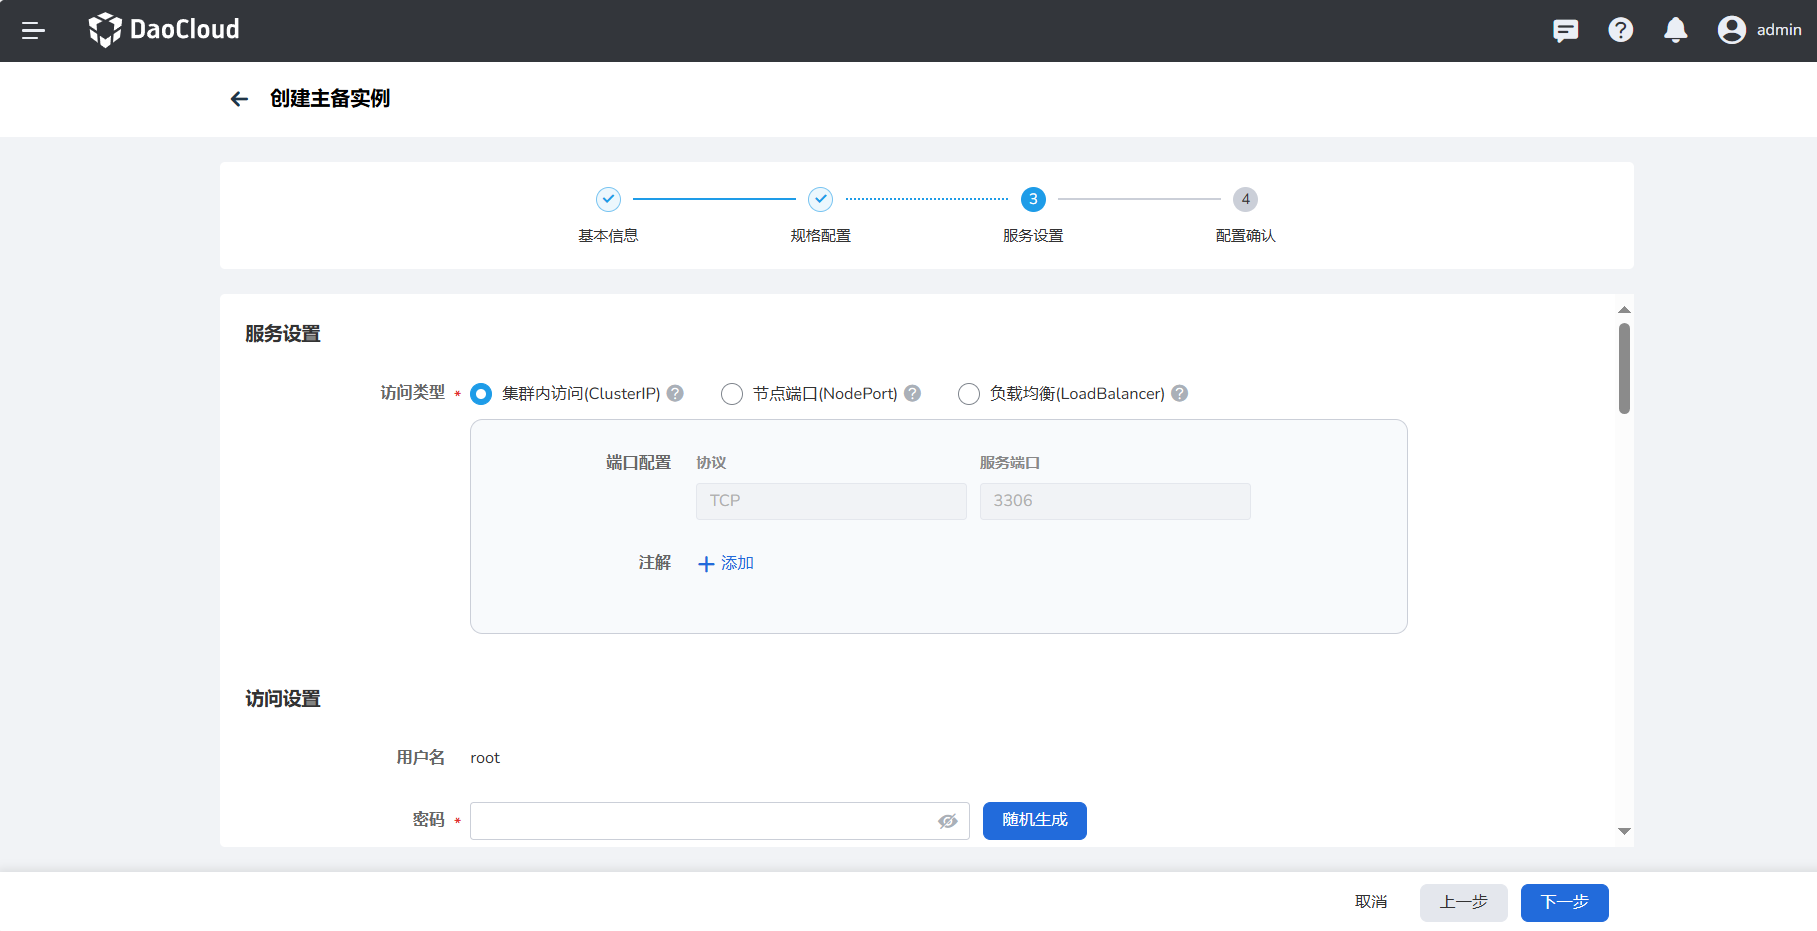 DaoCloud
admin
创建主备实例
3
4
基本信息
规格配置
服务设置
配置确认
服务设置
访问类型 * 集群内访问(ClusterIP) ? 节点端口(NodePort) ? 负载均衡(LoadBalancer) ?
端口配置 协议 服务端口
TCP 3306
注解 + 添加
访问设置
用户名 root
密码 * 随机生成
取消 上一步 下一步